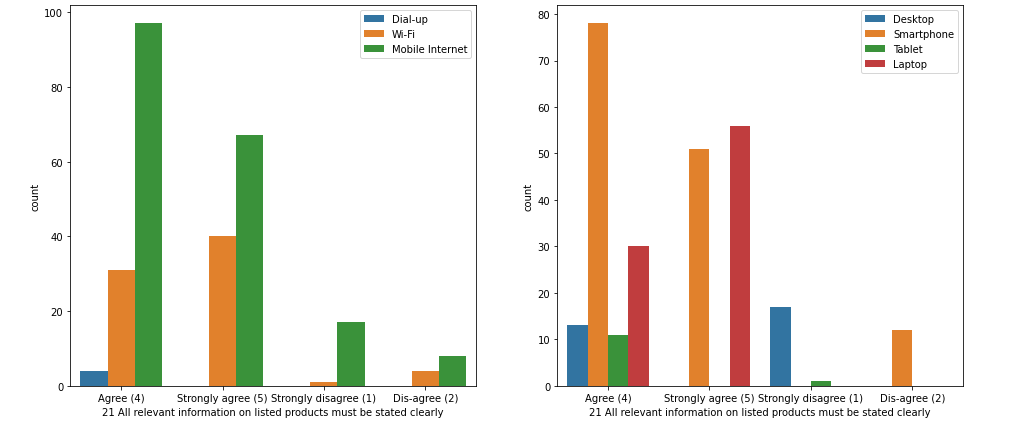 100
80
60
40
20
0
count
Dial-up
Wi-Fi
Mobile Internet
Agree (4) Strongly agree (5) Strongly disagree (1) Dis-agree (2)
21 All relevant information on listed products must be stated clearly
80
70
60
50
40
30
20
10
0
count
Desktop
Smartphone
Tablet
Laptop
Agree (4) Strongly agree (5) Strongly disagree (1) Dis-agree (2)
21 All relevant information on listed products must be stated clearly